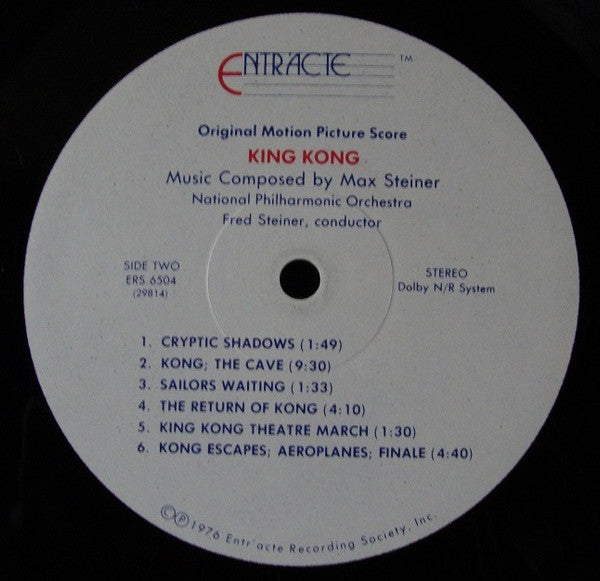 ENTR'ACTE ™
Original Motion Picture Score
KING KONG
Music Composed by Max Steiner
National Philharmonic Orchestra
Fred Steiner, conductor
SIDE TWO
ERS 6504
(29814)
STEREO
Dolby N/R System
1. CRYPTIC SHADOWS (1:49)
2. KONG; THE CAVE (9:30)
3. SAILORS WAITING (1:33)
4. THE RETURN OF KONG (4:10)
5. KING KONG THEATRE MARCH (1:30)
6. KONG ESCAPES; AEROPLANES; FINALE (4:40)
©℗1976 Entr'acte Recording Society, Inc.